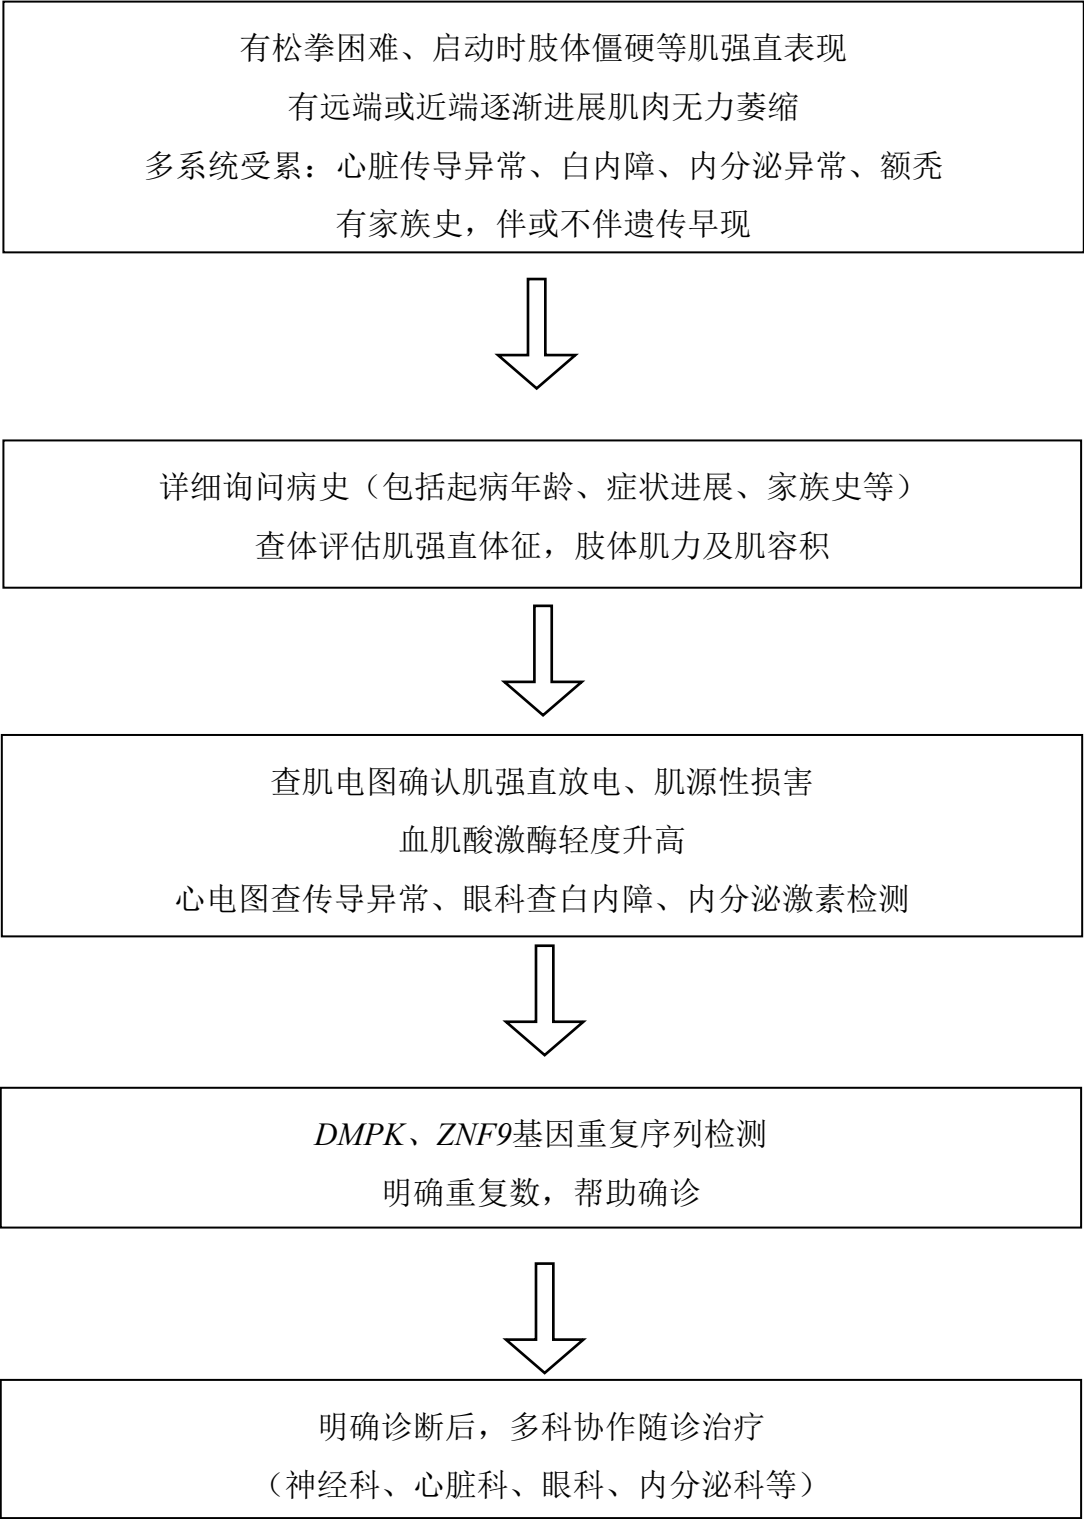 有松拳困难、启动时肢体僵硬等肌强直表现
有远端或近端逐渐进展肌肉无力萎缩
多系统受累：心脏传导异常、白内障、内分泌异常、额秃
有家族史，伴或不伴遗传早现
详细询问病史（包括起病年龄、症状进展、家族史等）
查体评估肌强直体征，肢体肌力及肌容积
查肌电图确认肌强直放电、肌源性损害
血肌酸激酶轻度升高
心电图查传导异常、眼科查白内障、内分泌激素检测
DMPK、ZNF9基因重复序列检测
明确重复数，帮助确诊
明确诊断后，多科协作随诊治疗
（神经科、心脏科、眼科、内分泌科等）